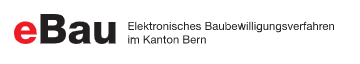 eBau
Elektronisches Baubewilligungsverfahren
im Kanton Bern